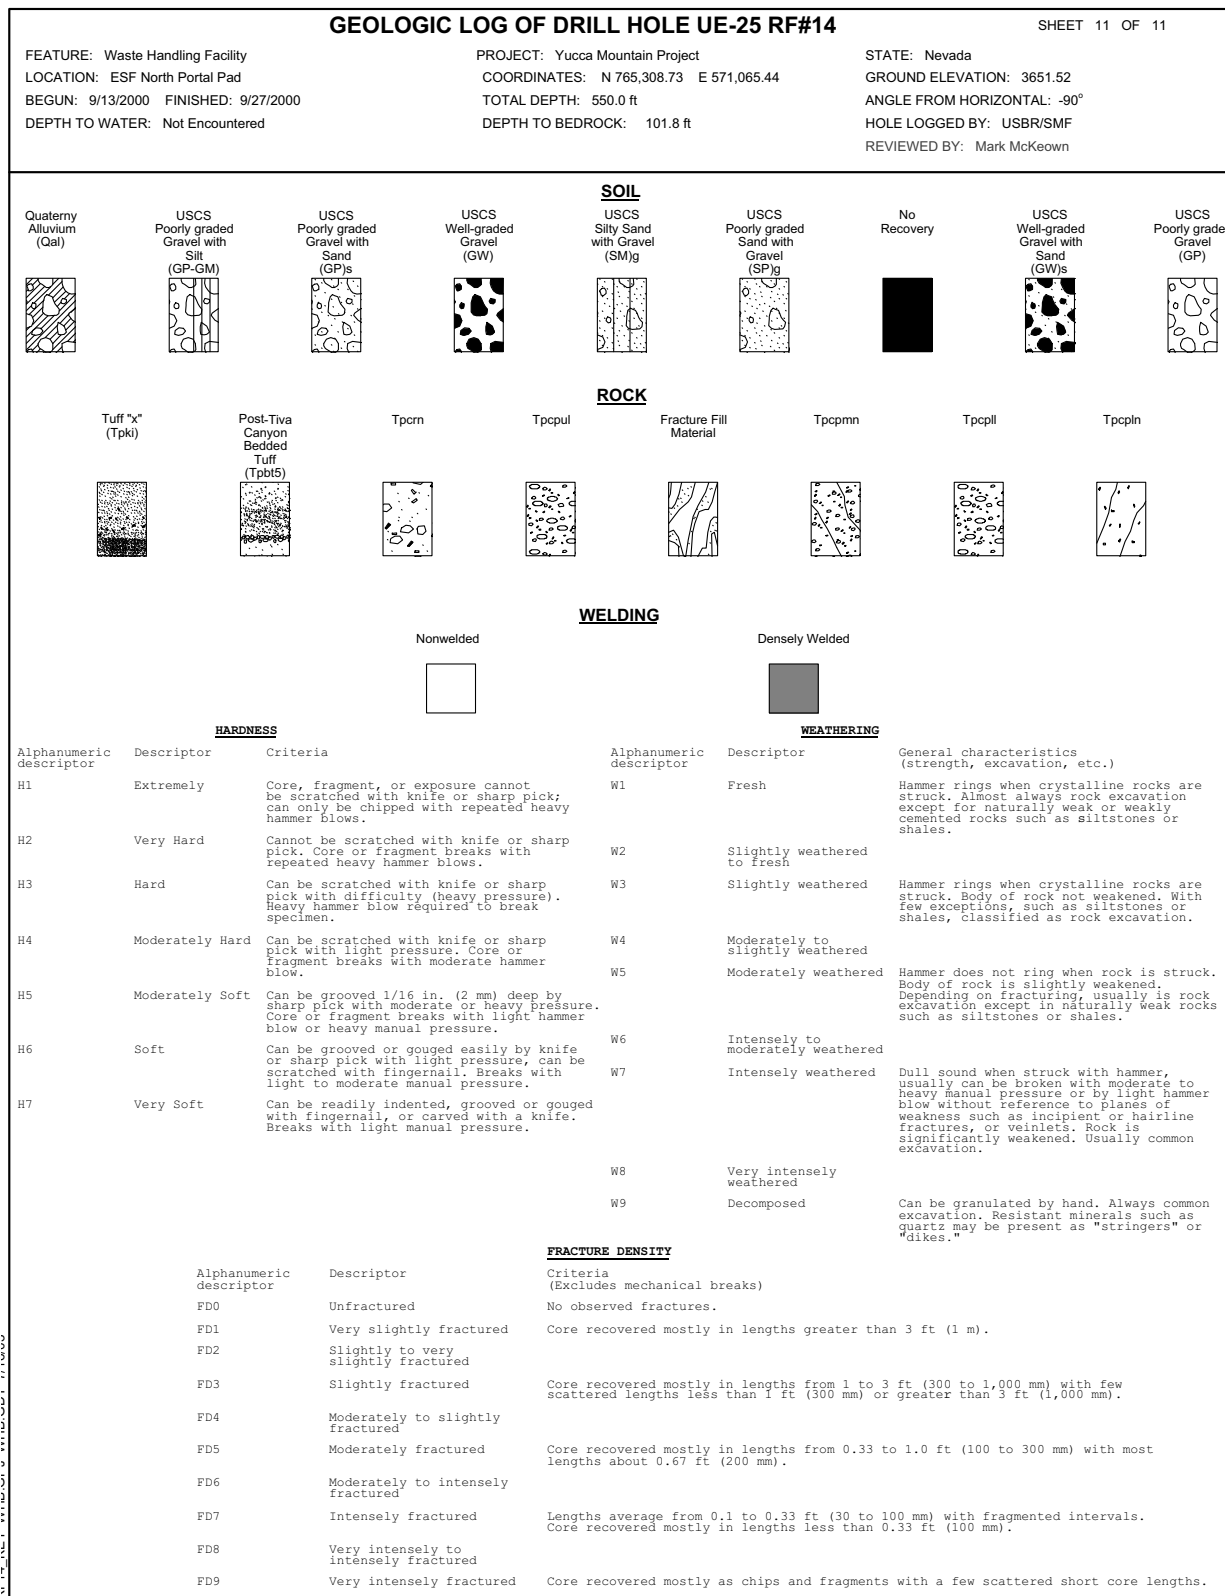 GEOLOGIC LOG OF DRILL HOLE UE-25 RF#14
SHEET 11 OF 11
FEATURE: Waste Handling Facility
PROJECT: Yucca Mountain Project
STATE: Nevada
LOCATION: ESF North Portal Pad
COORDINATES: N 765,308.73 E 571,065.44
GROUND ELEVATION: 3651.52
BEGUN: 9/13/2000 FINISHED: 9/27/2000
TOTAL DEPTH: 550.0 ft
ANGLE FROM HORIZONTAL: -90°
DEPTH TO WATER: Not Encountered
DEPTH TO BEDROCK: 101.8 ft
HOLE LOGGED BY: USBR/SMF
REVIEWED BY: Mark McKeown
SOIL
Quaterny
Alluvium
(Qal)
USCS
Poorly graded
Gravel with
Silt
(GP-GM)
USCS
Poorly graded
Gravel with
Sand
(GP)s
USCS
Well-graded
Gravel
(GW)
USCS
Silty Sand
with Gravel
(SM)g
USCS
Poorly graded
Sand with
Gravel
(SP)g
No
Recovery
USCS
Well-graded
Gravel with
Sand
(GW)s
USCS
Poorly grade
Gravel
(GP)
ROCK
Tuff "x"
(Tpki)
Post-Tiva
Canyon
Bedded
Tuff
(Tpbt5)
Tpcrn
Tpcpul
Fracture Fill
Material
Tpcpmn
Tpcpll
Tpcpln
WELDING
Nonwelded
Densely Welded
HARDNESS
Alphanumeric
descriptor
Descriptor
Criteria
H1
Extremely
Core, fragment, or exposure cannot
be scratched with knife or sharp pick;
can only be chipped with repeated heavy
hammer blows.
H2
Very Hard
Cannot be scratched with knife or sharp
pick. Core or fragment breaks with
repeated heavy hammer blows.
H3
Hard
Can be scratched with knife or sharp
pick with difficulty (heavy pressure).
Heavy hammer blow required to break
specimen.
H4
Moderately Hard
Can be scratched with knife or sharp
pick with light pressure. Core or
fragment breaks with moderate hammer
blow.
H5
Moderately Soft
Can be grooved 1/16 in. (2 mm) deep by
sharp pick with moderate or heavy pressure.
Core or fragment breaks with light hammer
blow or heavy manual pressure.
H6
Soft
Can be grooved or gouged easily by knife
or sharp pick with light pressure, can be
scratched with fingernail. Breaks with
light to moderate manual pressure.
H7
Very Soft
Can be readily indented, grooved or gouged
with fingernail, or carved with a knife.
Breaks with light manual pressure.
WEATHERING
Alphanumeric
descriptor
Descriptor
General characteristics
(strength, excavation, etc.)
W1
Fresh
Hammer rings when crystalline rocks are
struck. Almost always rock excavation
except for naturally weak or weakly
cemented rocks such as siltstones or
shales.
W2
Slightly weathered
to fresh
W3
Slightly weathered
Hammer rings when crystalline rocks are
struck. Body of rock not weakened. With
few exceptions, such as siltstones or
shales, classified as rock excavation.
W4
Moderately to
slightly weathered
W5
Moderately weathered
Hammer does not ring when rock is struck.
Body of rock is slightly weakened.
Depending on fracturing, usually is rock
excavation except in naturally weak rocks
such as siltstones or shales.
W6
Intensely to
moderately weathered
W7
Intensely weathered
Dull sound when struck with hammer,
usually can be broken with moderate to
heavy manual pressure or by light hammer
blow without reference to planes of
weakness such as incipient or hairline
fractures, or veinlets. Rock is
significantly weakened. Usually common
excavation.
W8
Very intensely
weathered
W9
Decomposed
Can be granulated by hand. Always common
excavation. Resistant minerals such as
quartz may be present as "stringers" or
"dikes."
FRACTURE DENSITY
Alphanumeric
descriptor
Descriptor
Criteria
(Excludes mechanical breaks)
FD0
Unfractured
No observed fractures.
FD1
Very slightly fractured
Core recovered mostly in lengths greater than 3 ft (1 m).
FD2
Slightly to very
slightly fractured
FD3
Slightly fractured
Core recovered mostly in lengths from 1 to 3 ft (300 to 1,000 mm) with few
scattered lengths less than 1 ft (300 mm) or greater than 3 ft (1,000 mm).
FD4
Moderately to slightly
fractured
FD5
Moderately fractured
Core recovered mostly in lengths from 0.33 to 1.0 ft (100 to 300 mm) with most
lengths about 0.67 ft (200 mm).
FD6
Moderately to intensely
fractured
FD7
Intensely fractured
Lengths average from 0.1 to 0.33 ft (30 to 100 mm) with fragmented intervals.
Core recovered mostly in lengths less than 0.33 ft (100 mm).
FD8
Very intensely to
intensely fractured
FD9
Very intensely fractured
Core recovered mostly as chips and fragments with a few scattered short core lengths.